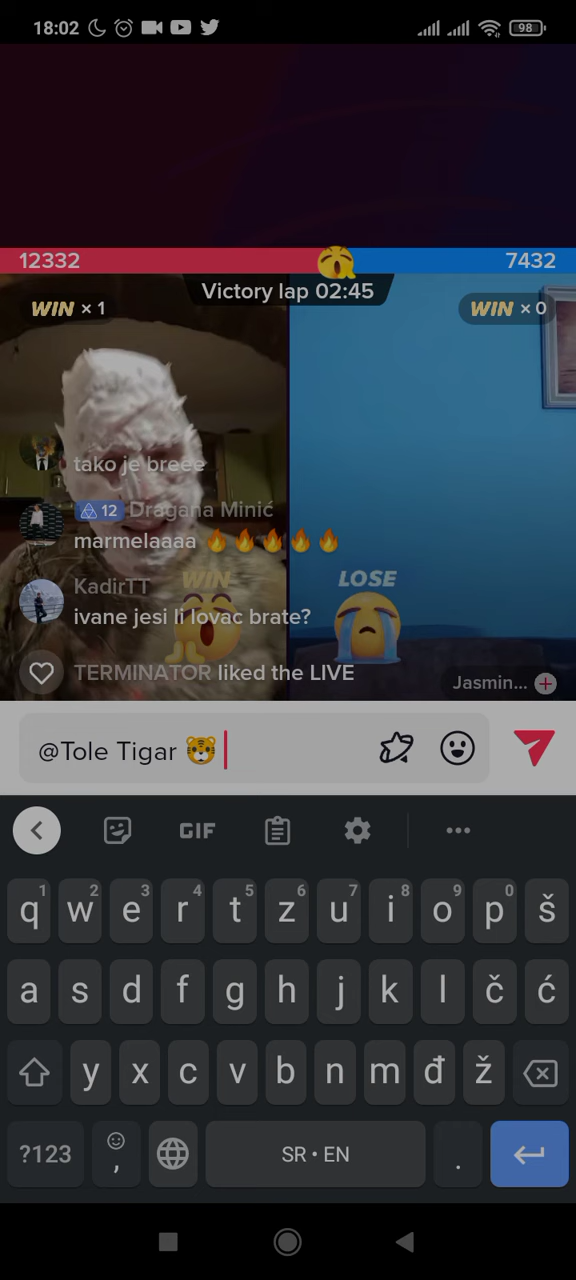 18:02
98
12332
7432
Victory lap 02:45
WIN × 1
WIN × 0
tako je breee
12 Dragana Minić
marmelaaaa 🔥🔥🔥🔥🔥
WIN
LOSE
KadirTT
ivane jesi li lovac brate?
TERMINATOR liked the LIVE
Jasmin...
@Tole Tigar 🐯
GIF
1 2 3 4 5 6 7 8 9 0
q w e r t z u i o p š
a s d f g h j k l č ć
y x c v b n m đ ž
?123 , SR • EN .